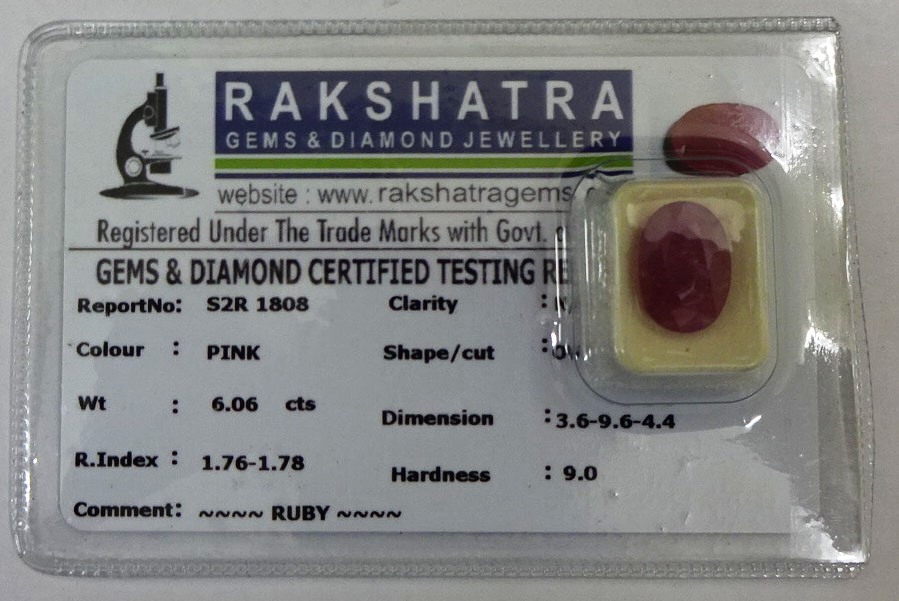 RAKSHATRA
GEMS & DIAMOND JEWELLERY
website : www.rakshatragems.
Registered Under The Trade Marks with Govt.
GEMS & DIAMOND CERTIFIED TESTING
ReportNo: S2R 1808 Clarity :
Colour : PINK Shape/cut :
Wt : 6.06 cts Dimension : 3.6-9.6-4.4
R.Index : 1.76-1.78 Hardness : 9.0
Comment: ~~~~ RUBY ~~~~